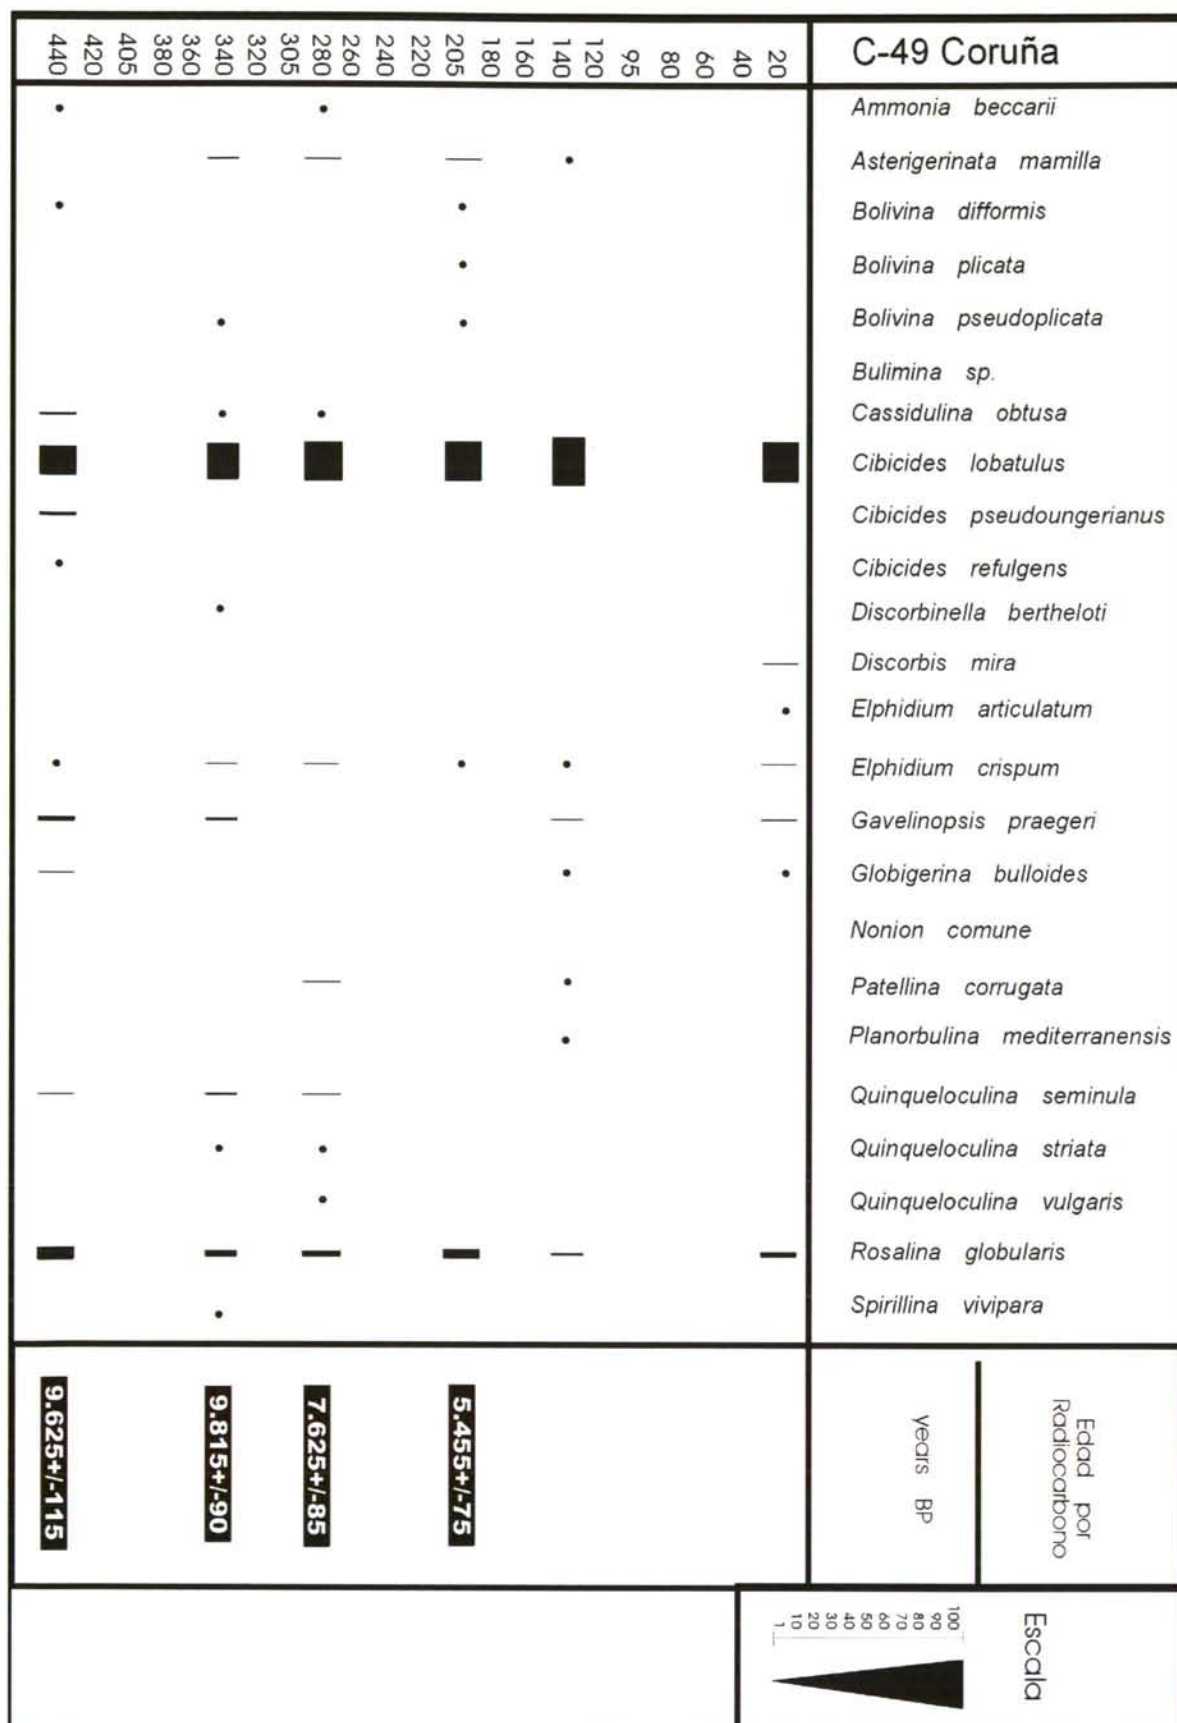 C-49 Coruña
440 420 405 380 360 340 320 305 280 260 240 220 205 180 160 140 120 95 80 60 40 20
Ammonia beccarii
Asterigerinata mamilla
Bolivina difformis
Bolivina plicata
Bolivina pseudoplicata
Bulimina sp.
Cassidulina obtusa
Cibicides lobatulus
Cibicides pseudoungerianus
Cibicides refulgens
Discorbinella bertheloti
Discorbis mira
Elphidium articulatum
Elphidium crispum
Gavelinopsis praegeri
Globigerina bulloides
Nonion comune
Patellina corrugata
Planorbulina mediterranensis
Quinqueloculina seminula
Quinqueloculina striata
Quinqueloculina vulgaris
Rosalina globularis
Spirillina vivipara
Edad por
Radiocarbono
years BP
5.455+/-75
7.625+/-85
9.815+/-90
9.625+/-115
Escala
100
90
80
70
60
50
40
30
20
10
1